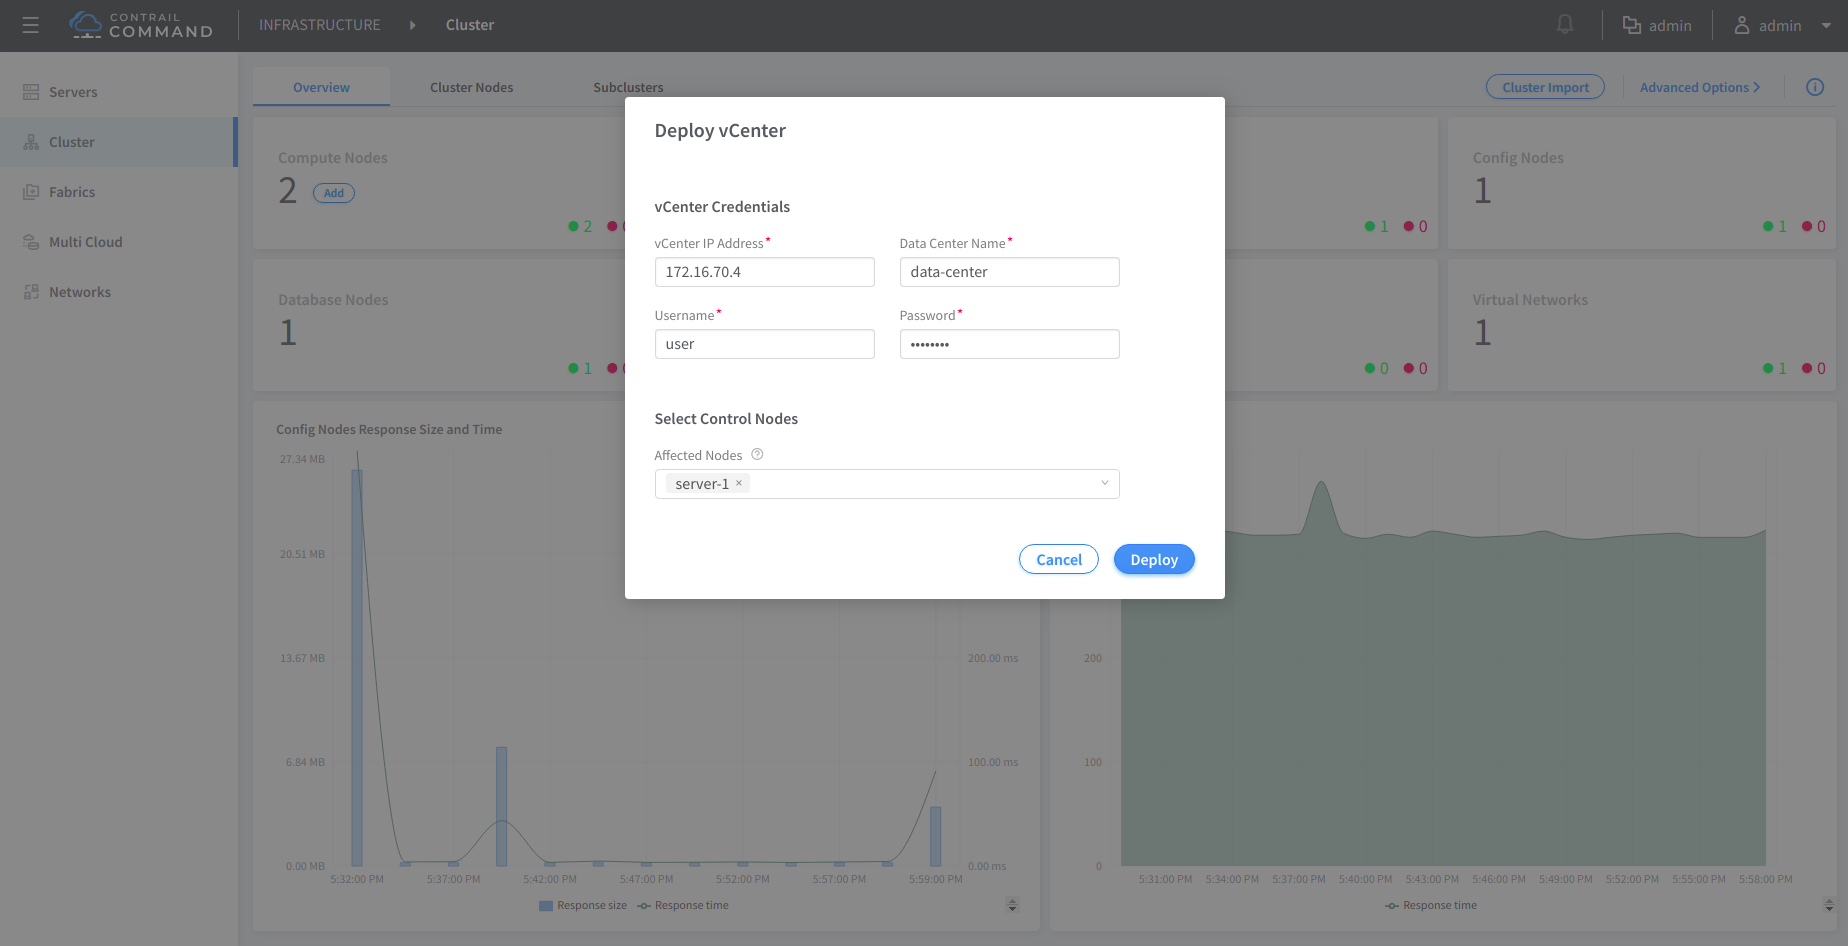 CONTRAIL
COMMAND
INFRASTRUCTURE
Cluster
admin
admin
Servers
Cluster
Fabrics
Multi Cloud
Networks
Overview
Cluster Nodes
Subclusters
Cluster Import
Advanced Options
Compute Nodes
2
Add
2
1 0
Config Nodes
1
1 0
Database Nodes
1
1
0 0
Virtual Networks
1
1 0
Deploy vCenter
vCenter Credentials
vCenter IP Address*
172.16.70.4
Data Center Name*
data-center
Username*
user
Password*
••••••••
Select Control Nodes
Affected Nodes ?
server-1 ×
Cancel
Deploy
Config Nodes Response Size and Time
27.34 MB
20.51 MB
13.67 MB
6.84 MB
0.00 MB
200.00 ms
100.00 ms
0.00 ms
5:32:00 PM 5:37:00 PM 5:42:00 PM 5:47:00 PM 5:52:00 PM 5:57:00 PM 5:59:00 PM
Response size Response time
200
100
0
5:31:00 PM 5:34:00 PM 5:37:00 PM 5:40:00 PM 5:43:00 PM 5:46:00 PM 5:49:00 PM 5:52:00 PM 5:55:00 PM 5:58:00 PM
Response time